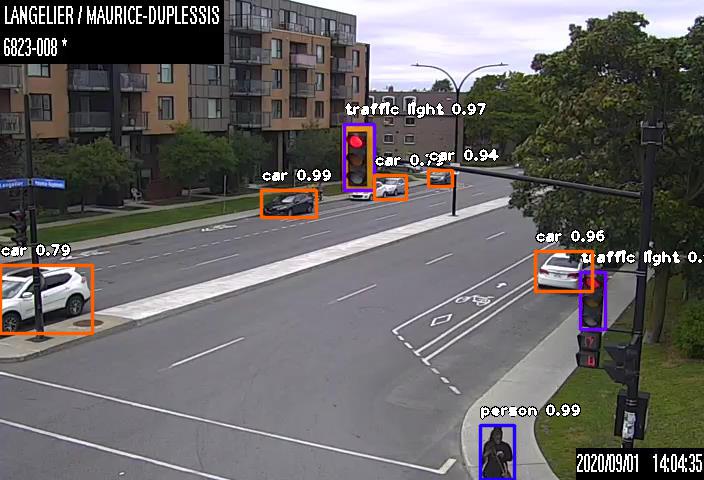 LANGELIER / MAURICE-DUPLESSIS
6823-008 *
traffic light 0.97
car 0.94
car 0.99
car 0.96
car 0.79
traffic light
person 0.99
2020/09/01 14:04:35